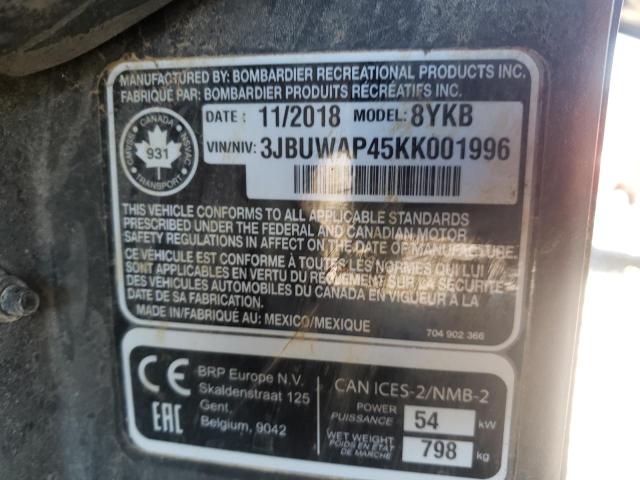 MANUFACTURED BY: BOMBARDIER RECREATIONAL PRODUCTS INC.
FABRIQUÉ PAR: BOMBARDIER PRODUITS RÉCRÉATIFS INC.
DATE : 11/2018 MODEL: 8YKB
VIN/NIV: 3JBUWAP45KK001996
CANADA
CMVSS NSVAC
931
TRANSPORT
THIS VEHICLE CONFORMS TO ALL APPLICABLE STANDARDS
PRESCRIBED UNDER THE FEDERAL AND CANADIAN MOTOR
SAFETY REGULATIONS IN AFFECT ON THE DATE OF MANUFACTURE.
CE VÉHICULE EST CONFORME À TOUTES LES NORMES QUI LUI SONT
APPLICABLES EN VERTU DU RÈGLEMENT SUR LA SÉCURITÉ
DES VÉHICULES AUTOMOBILES DU CANADA EN VIGUEUR À LA
DATE DE SA FABRICATION.
MADE IN/FABRIQUÉ AU: MEXICO/MEXIQUE
704 902 366
CE
EAC
BRP Europe N.V.
Skaldenstraat 125
Gent,
Belgium, 9042
CAN ICES-2/NMB-2
POWER
PUISSANCE 54 kW
WET WEIGHT
POIDS EN ÉTAT
DE MARCHE 798 kg